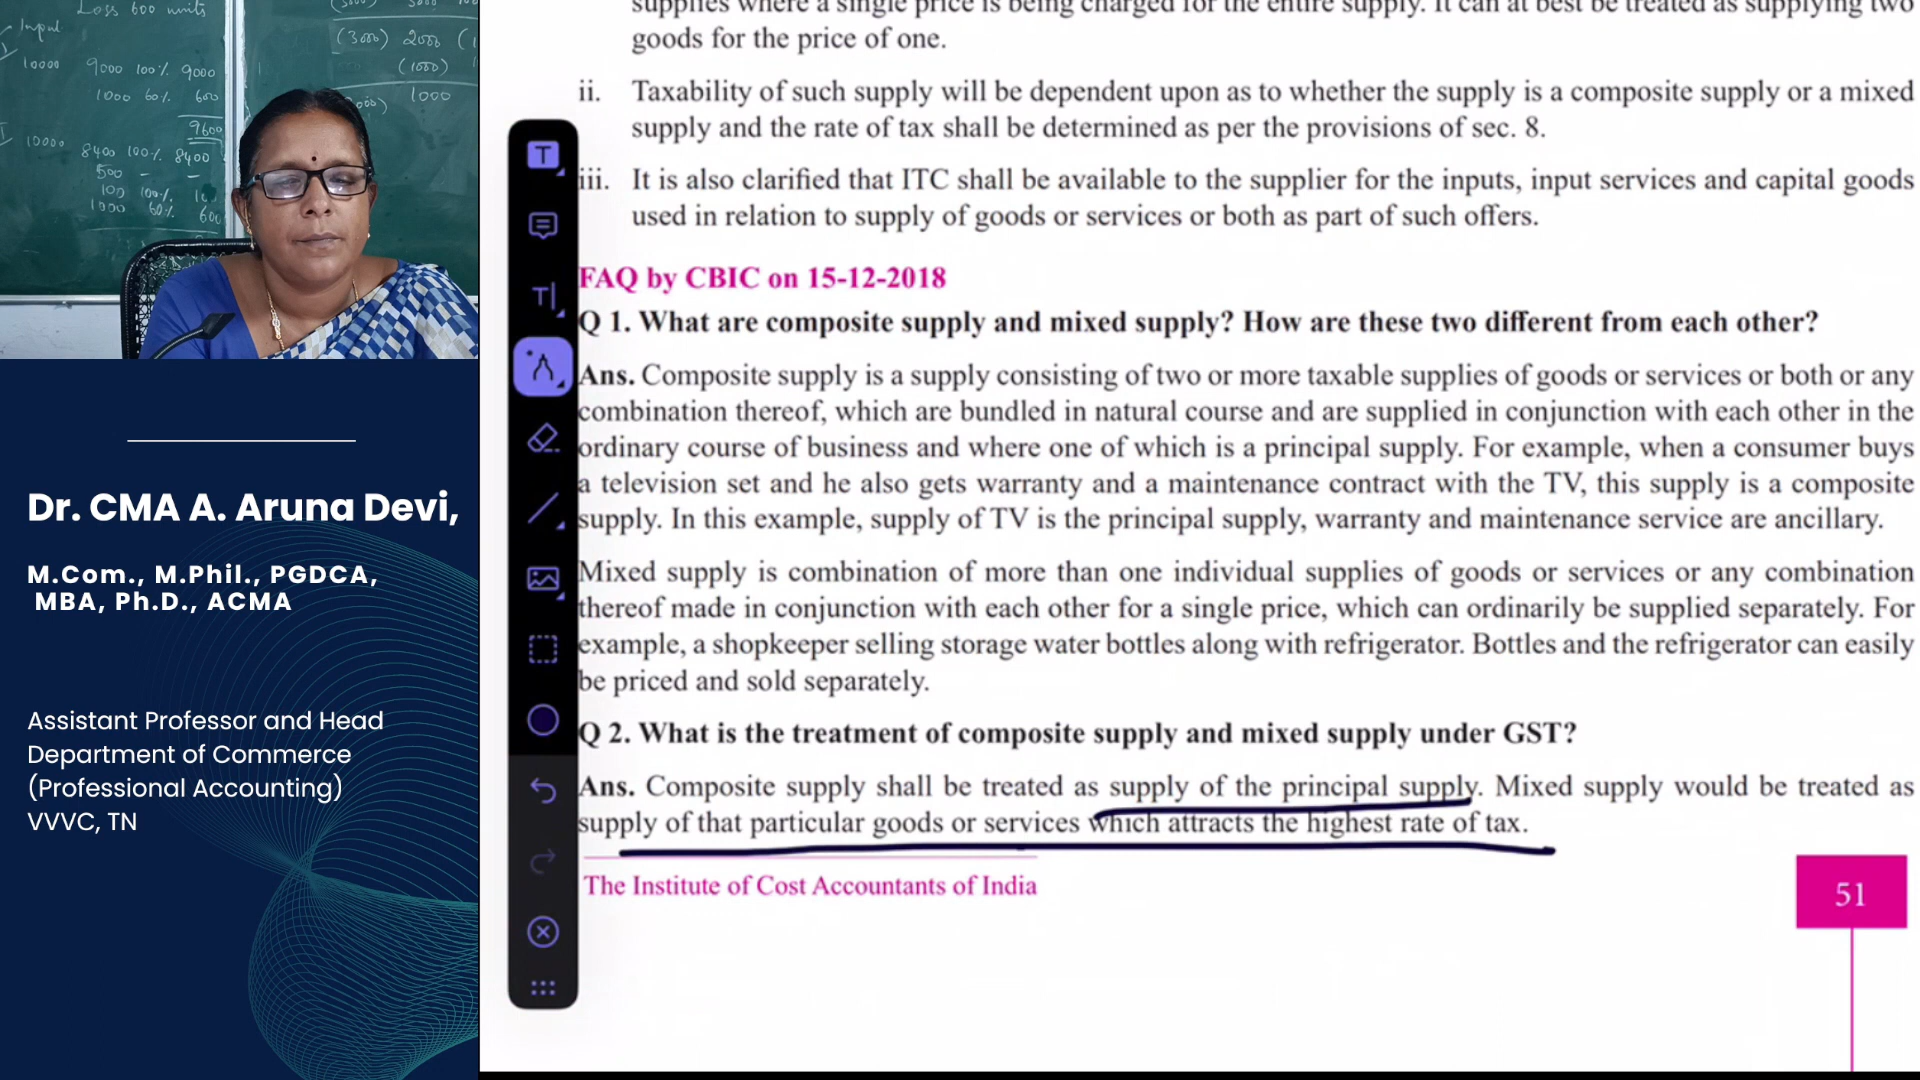 Loss 600 units
Input
10000 9000 100% 9000
1000 60% 600
9600
10000 8400 100% 8400
500 - -
100 100%
1000 60% 600
(3000) 2000
(1000)
1000
Dr. CMA A. Aruna Devi,
M.Com., M.Phil., PGDCA,
MBA, Ph.D., ACMA
Assistant Professor and Head
Department of Commerce
(Professional Accounting)
VVVC, TN
supplies where a single price is being charged for the entire supply. It can at best be treated as supplying two
goods for the price of one.
ii. Taxability of such supply will be dependent upon as to whether the supply is a composite supply or a mixed
supply and the rate of tax shall be determined as per the provisions of sec. 8.
iii. It is also clarified that ITC shall be available to the supplier for the inputs, input services and capital goods
used in relation to supply of goods or services or both as part of such offers.
FAQ by CBIC on 15-12-2018
Q 1. What are composite supply and mixed supply? How are these two different from each other?
Ans. Composite supply is a supply consisting of two or more taxable supplies of goods or services or both or any
combination thereof, which are bundled in natural course and are supplied in conjunction with each other in the
ordinary course of business and where one of which is a principal supply. For example, when a consumer buys
a television set and he also gets warranty and a maintenance contract with the TV, this supply is a composite
supply. In this example, supply of TV is the principal supply, warranty and maintenance service are ancillary.
Mixed supply is combination of more than one individual supplies of goods or services or any combination
thereof made in conjunction with each other for a single price, which can ordinarily be supplied separately. For
example, a shopkeeper selling storage water bottles along with refrigerator. Bottles and the refrigerator can easily
be priced and sold separately.
Q 2. What is the treatment of composite supply and mixed supply under GST?
Ans. Composite supply shall be treated as supply of the principal supply. Mixed supply would be treated as
supply of that particular goods or services which attracts the highest rate of tax.
The Institute of Cost Accountants of India
51